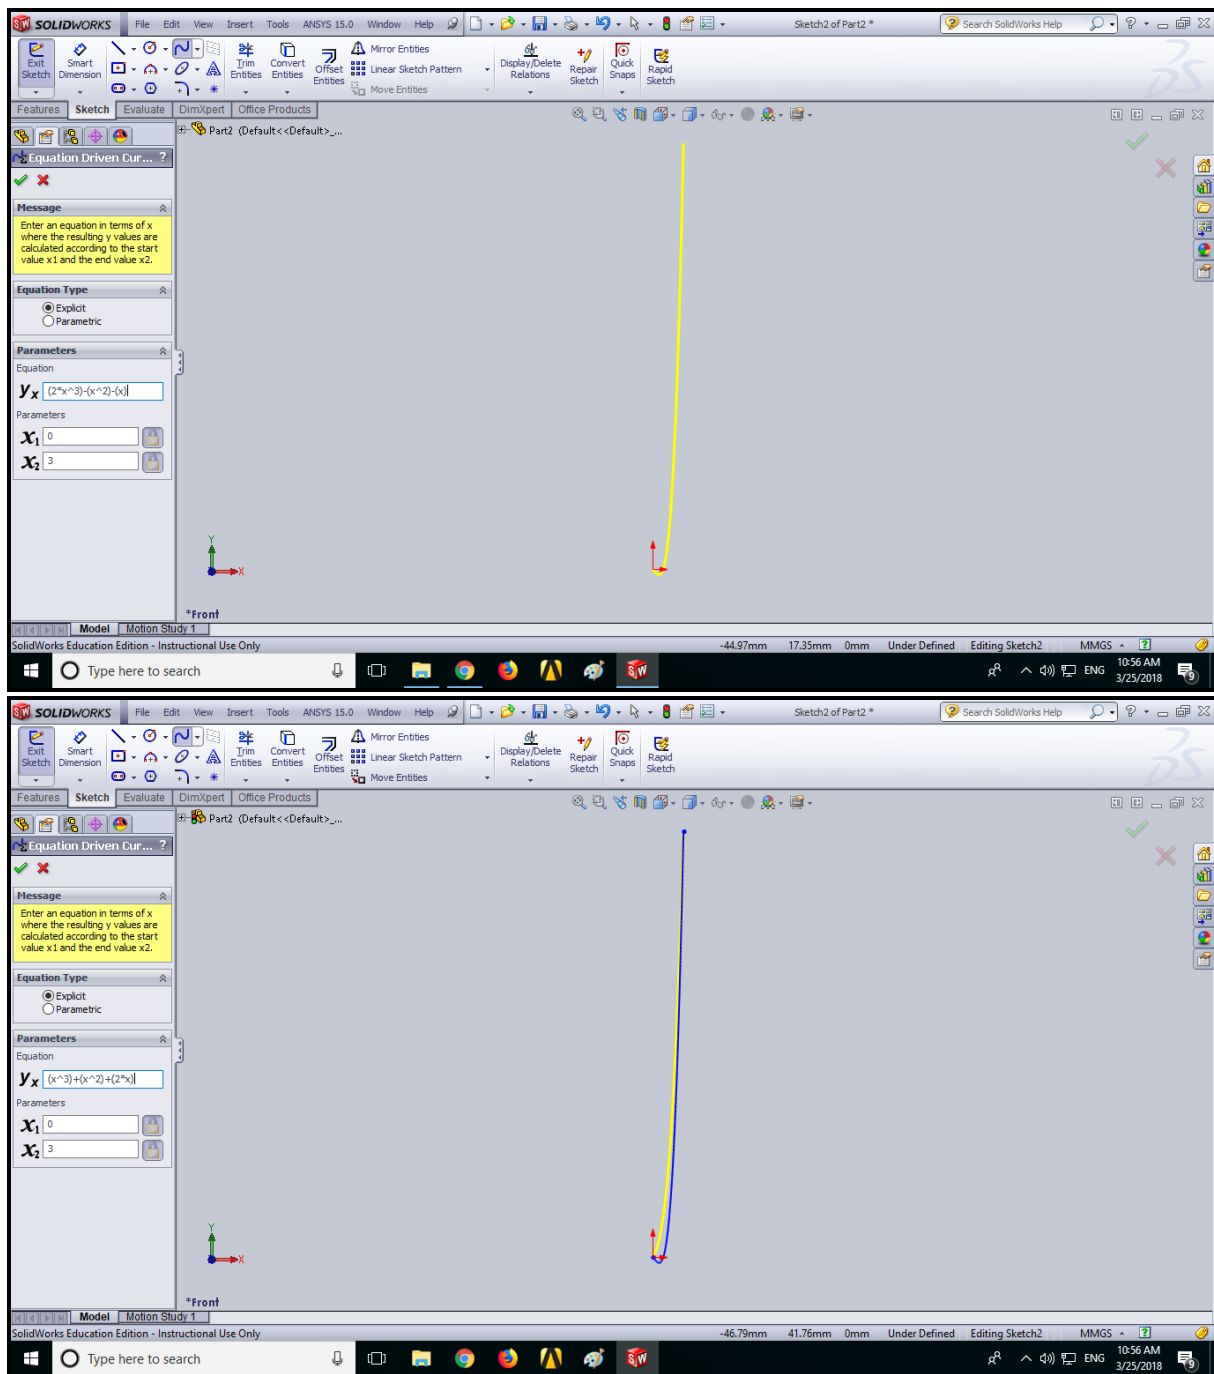 SOLIDWORKS File Edit View Insert Tools ANSYS 15.0 Window Help Sketch2 of Part2 * Search SolidWorks Help
Exit Sketch Smart Dimension Trim Entities Convert Entities Offset Entities Mirror Entities Linear Sketch Pattern Move Entities Display/Delete Relations Repair Sketch Quick Snaps Rapid Sketch
Features Sketch Evaluate DimXpert Office Products
Part2 (Default<<Default>_...
Equation Driven Cur... ?
Message
Enter an equation in terms of x
where the resulting y values are
calculated according to the start
value x1 and the end value x2.
Equation Type
Explicit
Parametric
Parameters
Equation
yx (2*x^3)-(x^2)-(x)
Parameters
x1 0
x2 3
Y
X
*Front
Model Motion Study 1
SolidWorks Education Edition - Instructional Use Only -44.97mm 17.35mm 0mm Under Defined Editing Sketch2 MMGS
Type here to search ENG 10:56 AM
3/25/2018 9
SOLIDWORKS File Edit View Insert Tools ANSYS 15.0 Window Help Sketch2 of Part2 * Search SolidWorks Help
Exit Sketch Smart Dimension Trim Entities Convert Entities Offset Entities Mirror Entities Linear Sketch Pattern Move Entities Display/Delete Relations Repair Sketch Quick Snaps Rapid Sketch
Features Sketch Evaluate DimXpert Office Products
Part2 (Default<<Default>_...
Equation Driven Cur... ?
Message
Enter an equation in terms of x
where the resulting y values are
calculated according to the start
value x1 and the end value x2.
Equation Type
Explicit
Parametric
Parameters
Equation
yx (x^3)+(x^2)+(2*x)
Parameters
x1 0
x2 3
Y
X
*Front
Model Motion Study 1
SolidWorks Education Edition - Instructional Use Only -46.79mm 41.76mm 0mm Under Defined Editing Sketch2 MMGS
Type here to search ENG 10:56 AM
3/25/2018 9